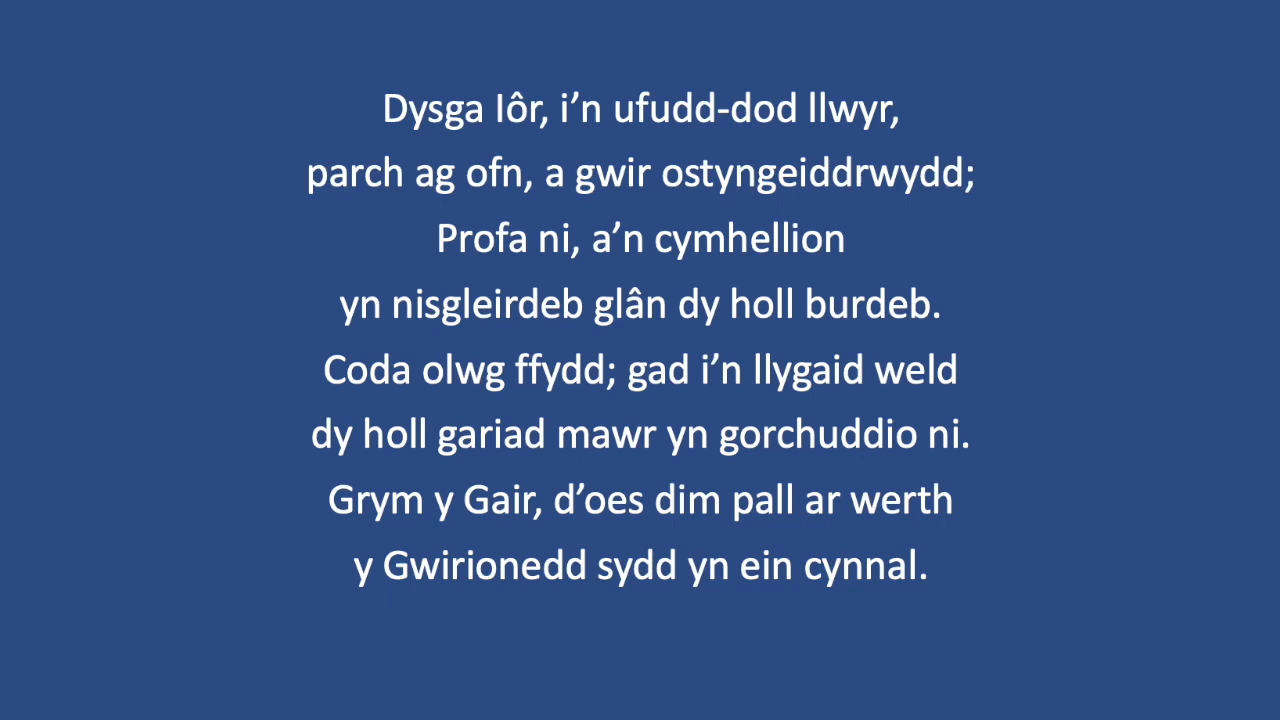 Dysga Iôr, i’n ufudd-dod llwyr,
parch ag ofn, a gwir ostyngeiddrwydd;
Profa ni, a’n cymhellion
yn nisgleirdeb glân dy holl burdeb.
Coda olwg ffydd; gad i’n llygaid weld
dy holl gariad mawr yn gorchuddio ni.
Grym y Gair, d’oes dim pall ar werth
y Gwirionedd sydd yn ein cynnal.